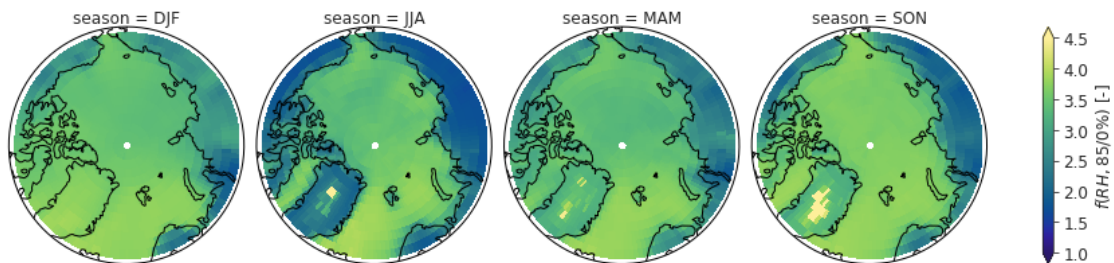 season = DJF
season = JJA
season = MAM
season = SON
4.5
4.0
3.5
3.0
2.5
2.0
1.5
1.0
f(RH, 85/0%) [-]